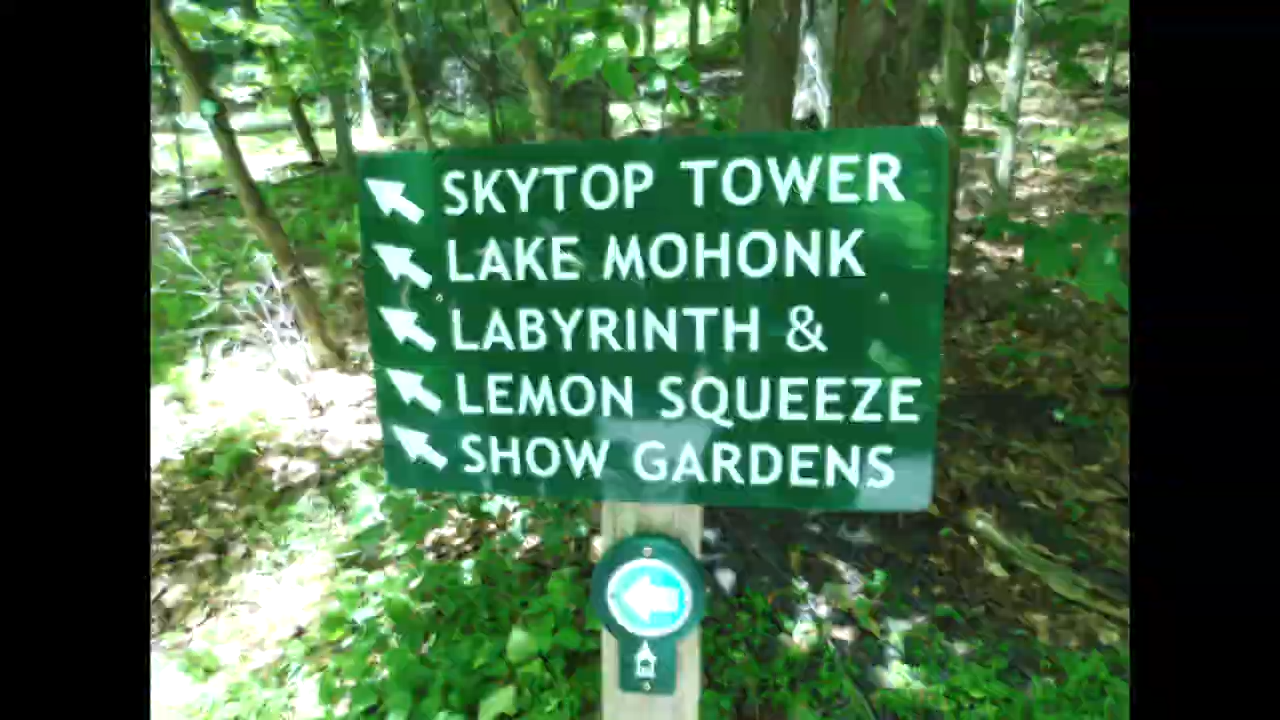 SKYTOP TOWER
LAKE MOHONK
LABYRINTH &
LEMON SQUEEZE
SHOW GARDENS